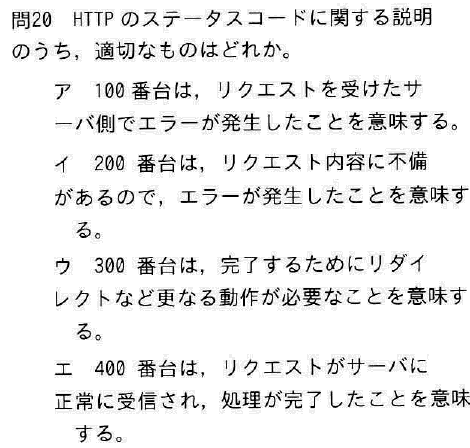 問20　HTTP のステータスコードに関する説明
のうち，適切なものはどれか。
ア　100 番台は，リクエストを受けたサ
ーバ側でエラーが発生したことを意味する。
イ　200 番台は，リクエスト内容に不備
があるので，エラーが発生したことを意味す
る。
ウ　300 番台は，完了するためにリダイ
レクトなど更なる動作が必要なことを意味す
る。
エ　400 番台は，リクエストがサーバに
正常に受信され，処理が完了したことを意味
する。